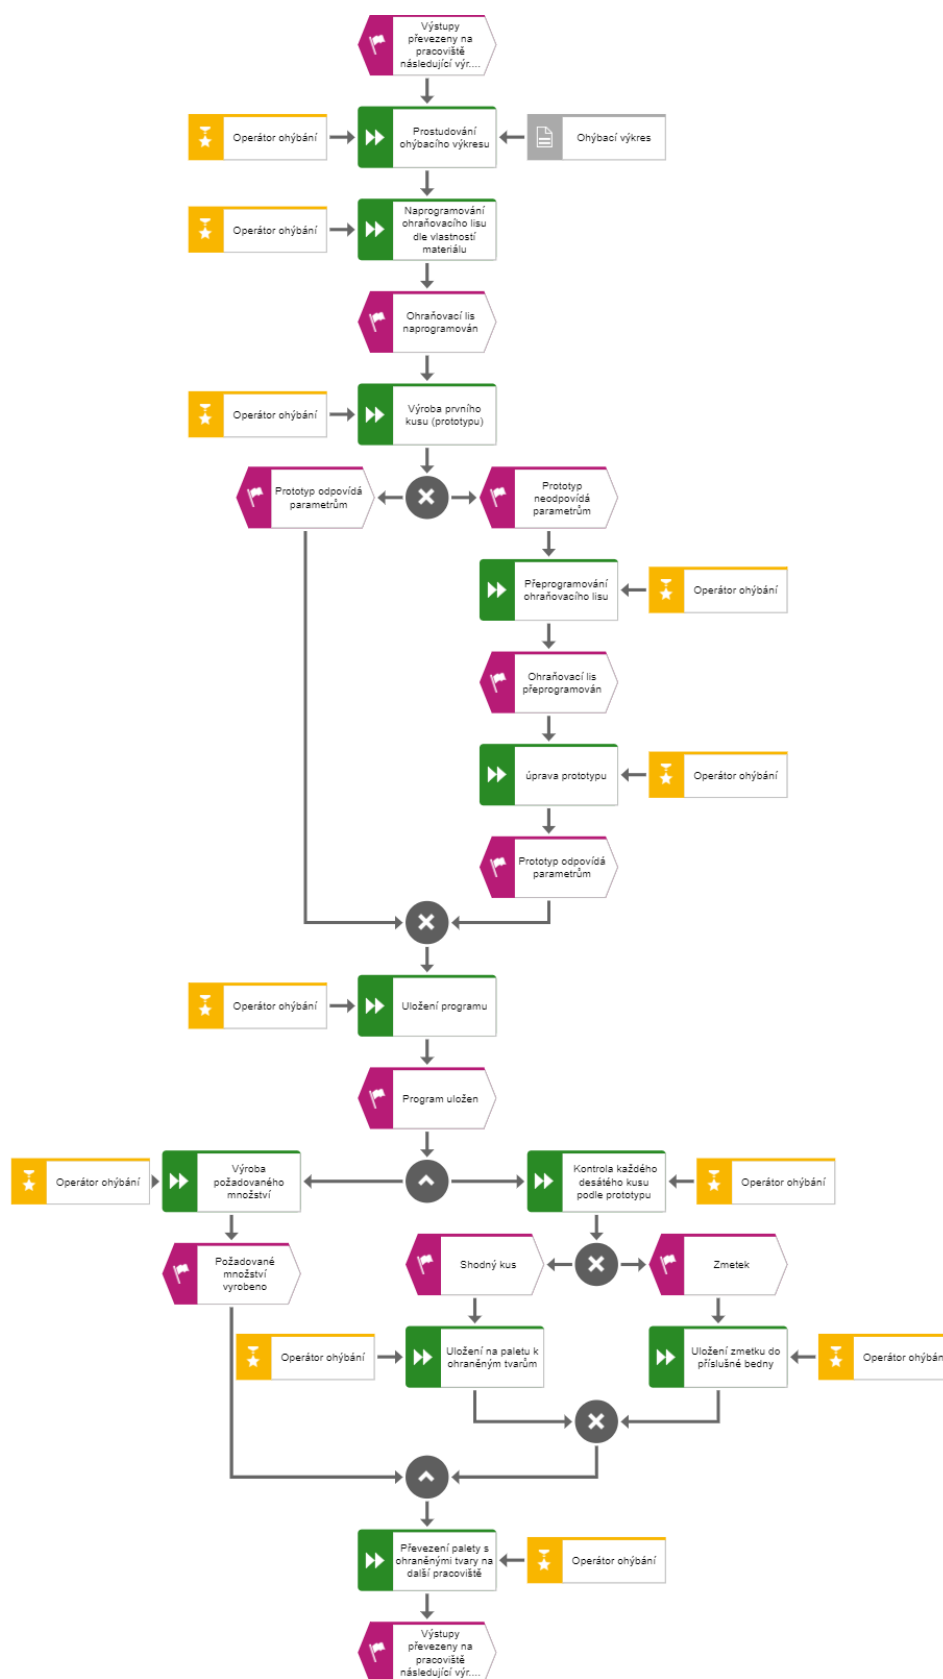 Výstupy
převezeny na
pracoviště
následující výr....
Operátor ohýbání
Prostudování
ohýbacího výkresu
Ohýbací výkres
Operátor ohýbání
Naprogramování
ohraňovacího lisu
dle vlastností
materiálu
Ohraňovací lis
naprogramován
Operátor ohýbání
Výroba prvního
kusu (prototypu)
Prototyp odpovídá
parametrům
Prototyp
neodpovídá
parametrům
Přeprogramování
ohraňovacího lisu
Operátor ohýbání
Ohraňovací lis
přeprogramován
úprava prototypu
Operátor ohýbání
Prototyp odpovídá
parametrům
Operátor ohýbání
Uložení programu
Program uložen
Operátor ohýbání
Výroba
požadovaného
množství
Kontrola každého
desátého kusu
podle prototypu
Operátor ohýbání
Požadované
množství
vyrobeno
Shodný kus
Zmetek
Operátor ohýbání
Uložení na paletu k
ohraněným tvarům
Uložení zmetku do
příslušné bedny
Operátor ohýbání
Převezení palety s
ohraněnými tvary na
další pracoviště
Operátor ohýbání
Výstupy
převezeny na
pracoviště
následující výr....